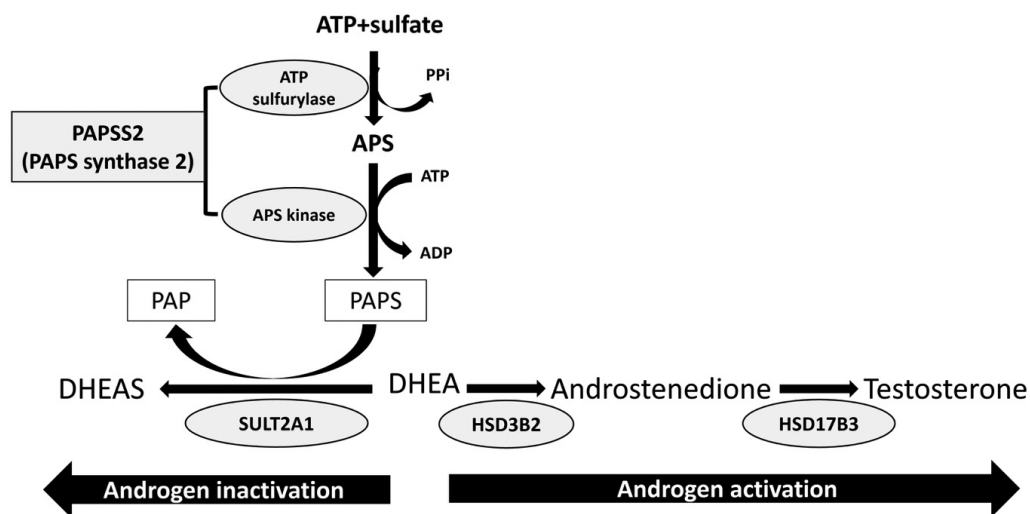 ATP+sulfate
ATP
sulfurylase
PPi
PAPSS2
(PAPS synthase 2)
APS
ATP
APS kinase
ADP
PAP
PAPS
DHEAS
DHEA
Androstenedione
Testosterone
SULT2A1
HSD3B2
HSD17B3
Androgen inactivation
Androgen activation